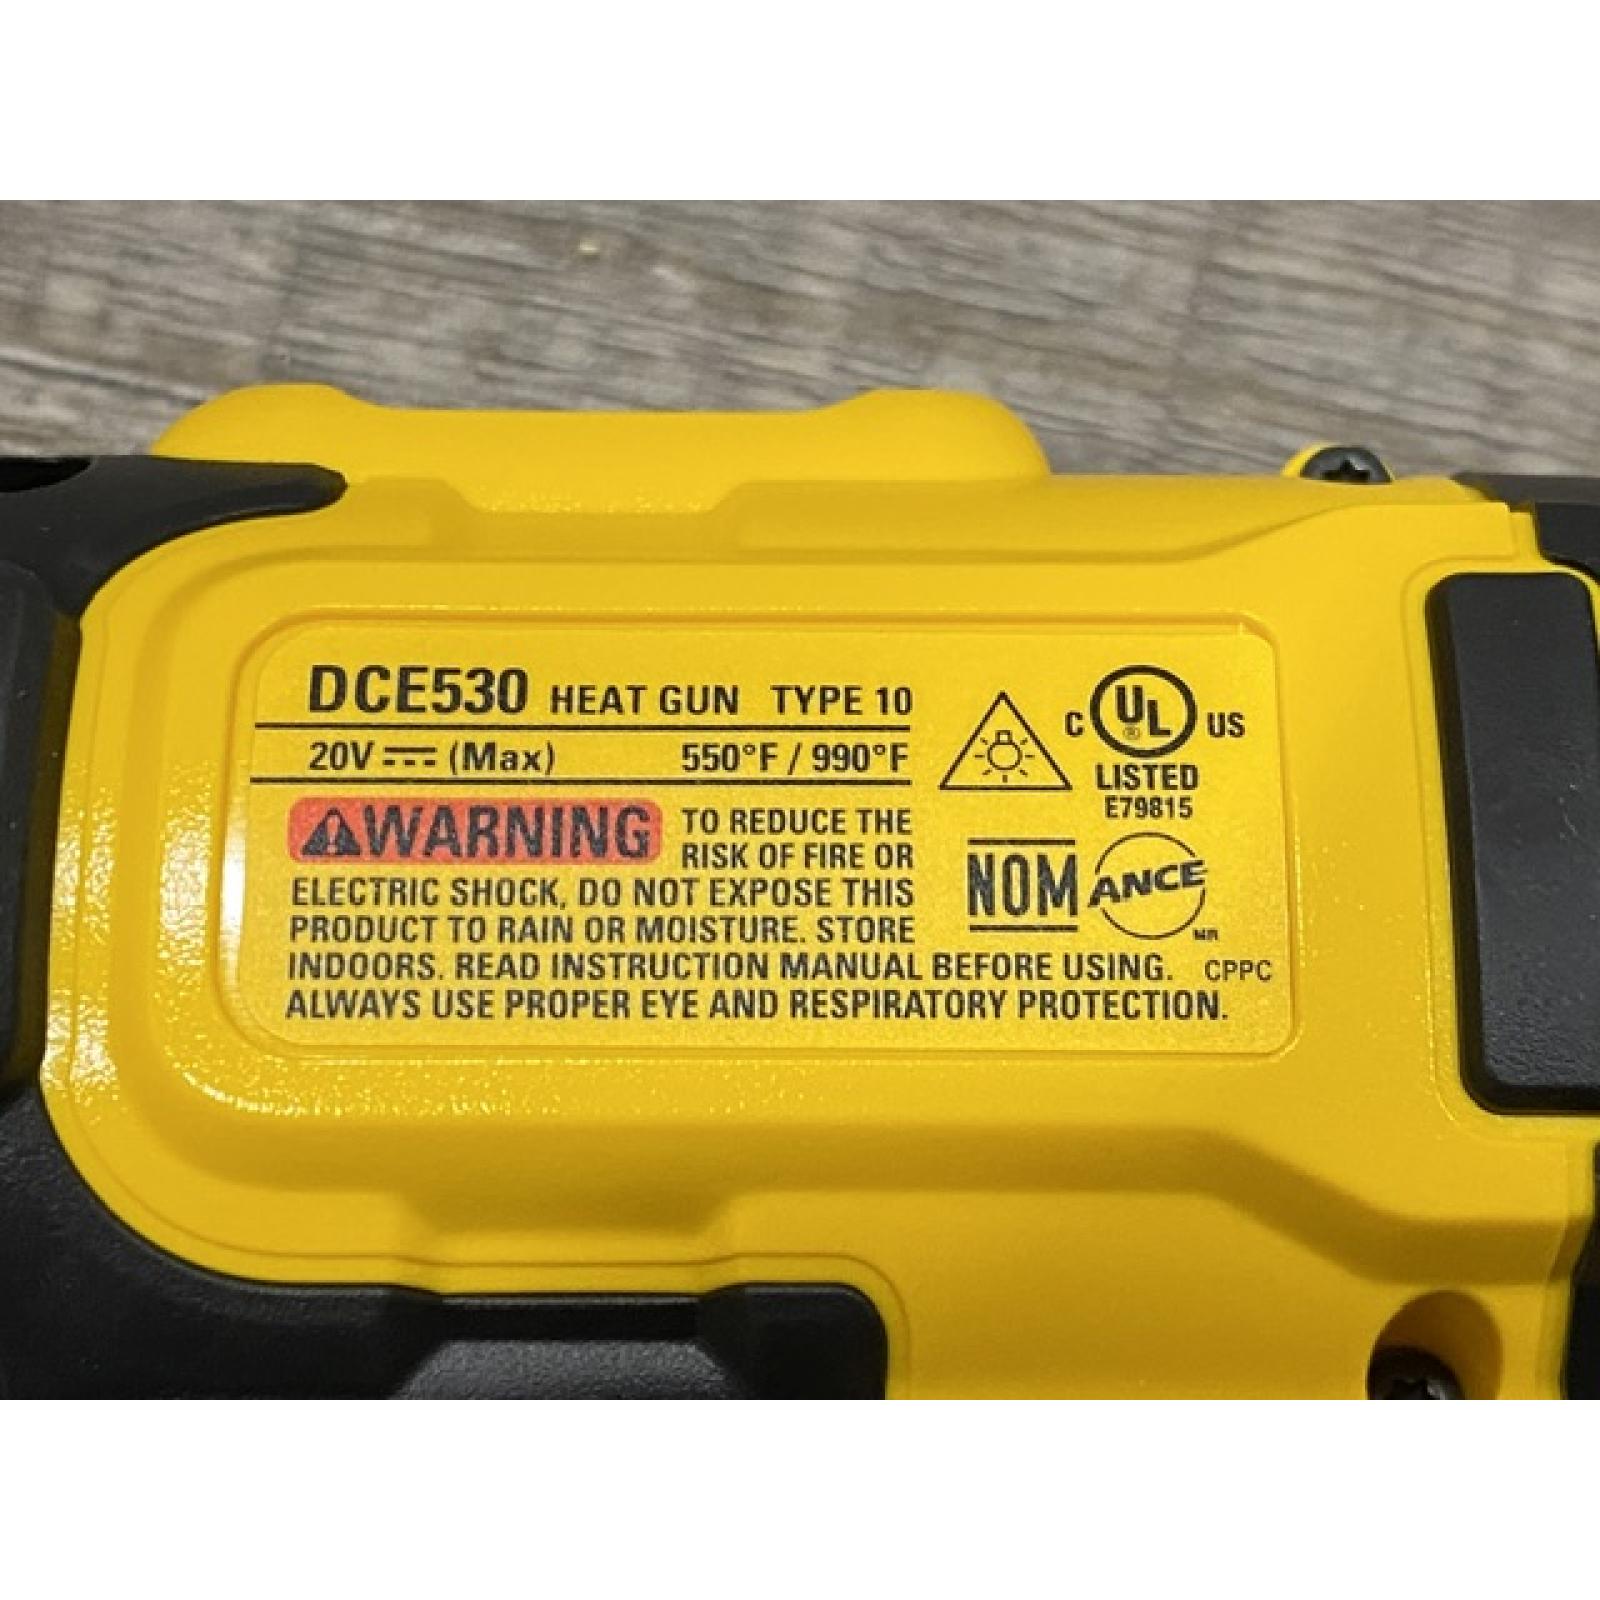 DCE530 HEAT GUN TYPE 10
20V (Max) 550°F / 990°F
C UL® US
LISTED
E79815
WARNING TO REDUCE THE
RISK OF FIRE OR
ELECTRIC SHOCK, DO NOT EXPOSE THIS
PRODUCT TO RAIN OR MOISTURE. STORE
INDOORS. READ INSTRUCTION MANUAL BEFORE USING.
ALWAYS USE PROPER EYE AND RESPIRATORY PROTECTION.
NOM ANCE
MR
CPPC